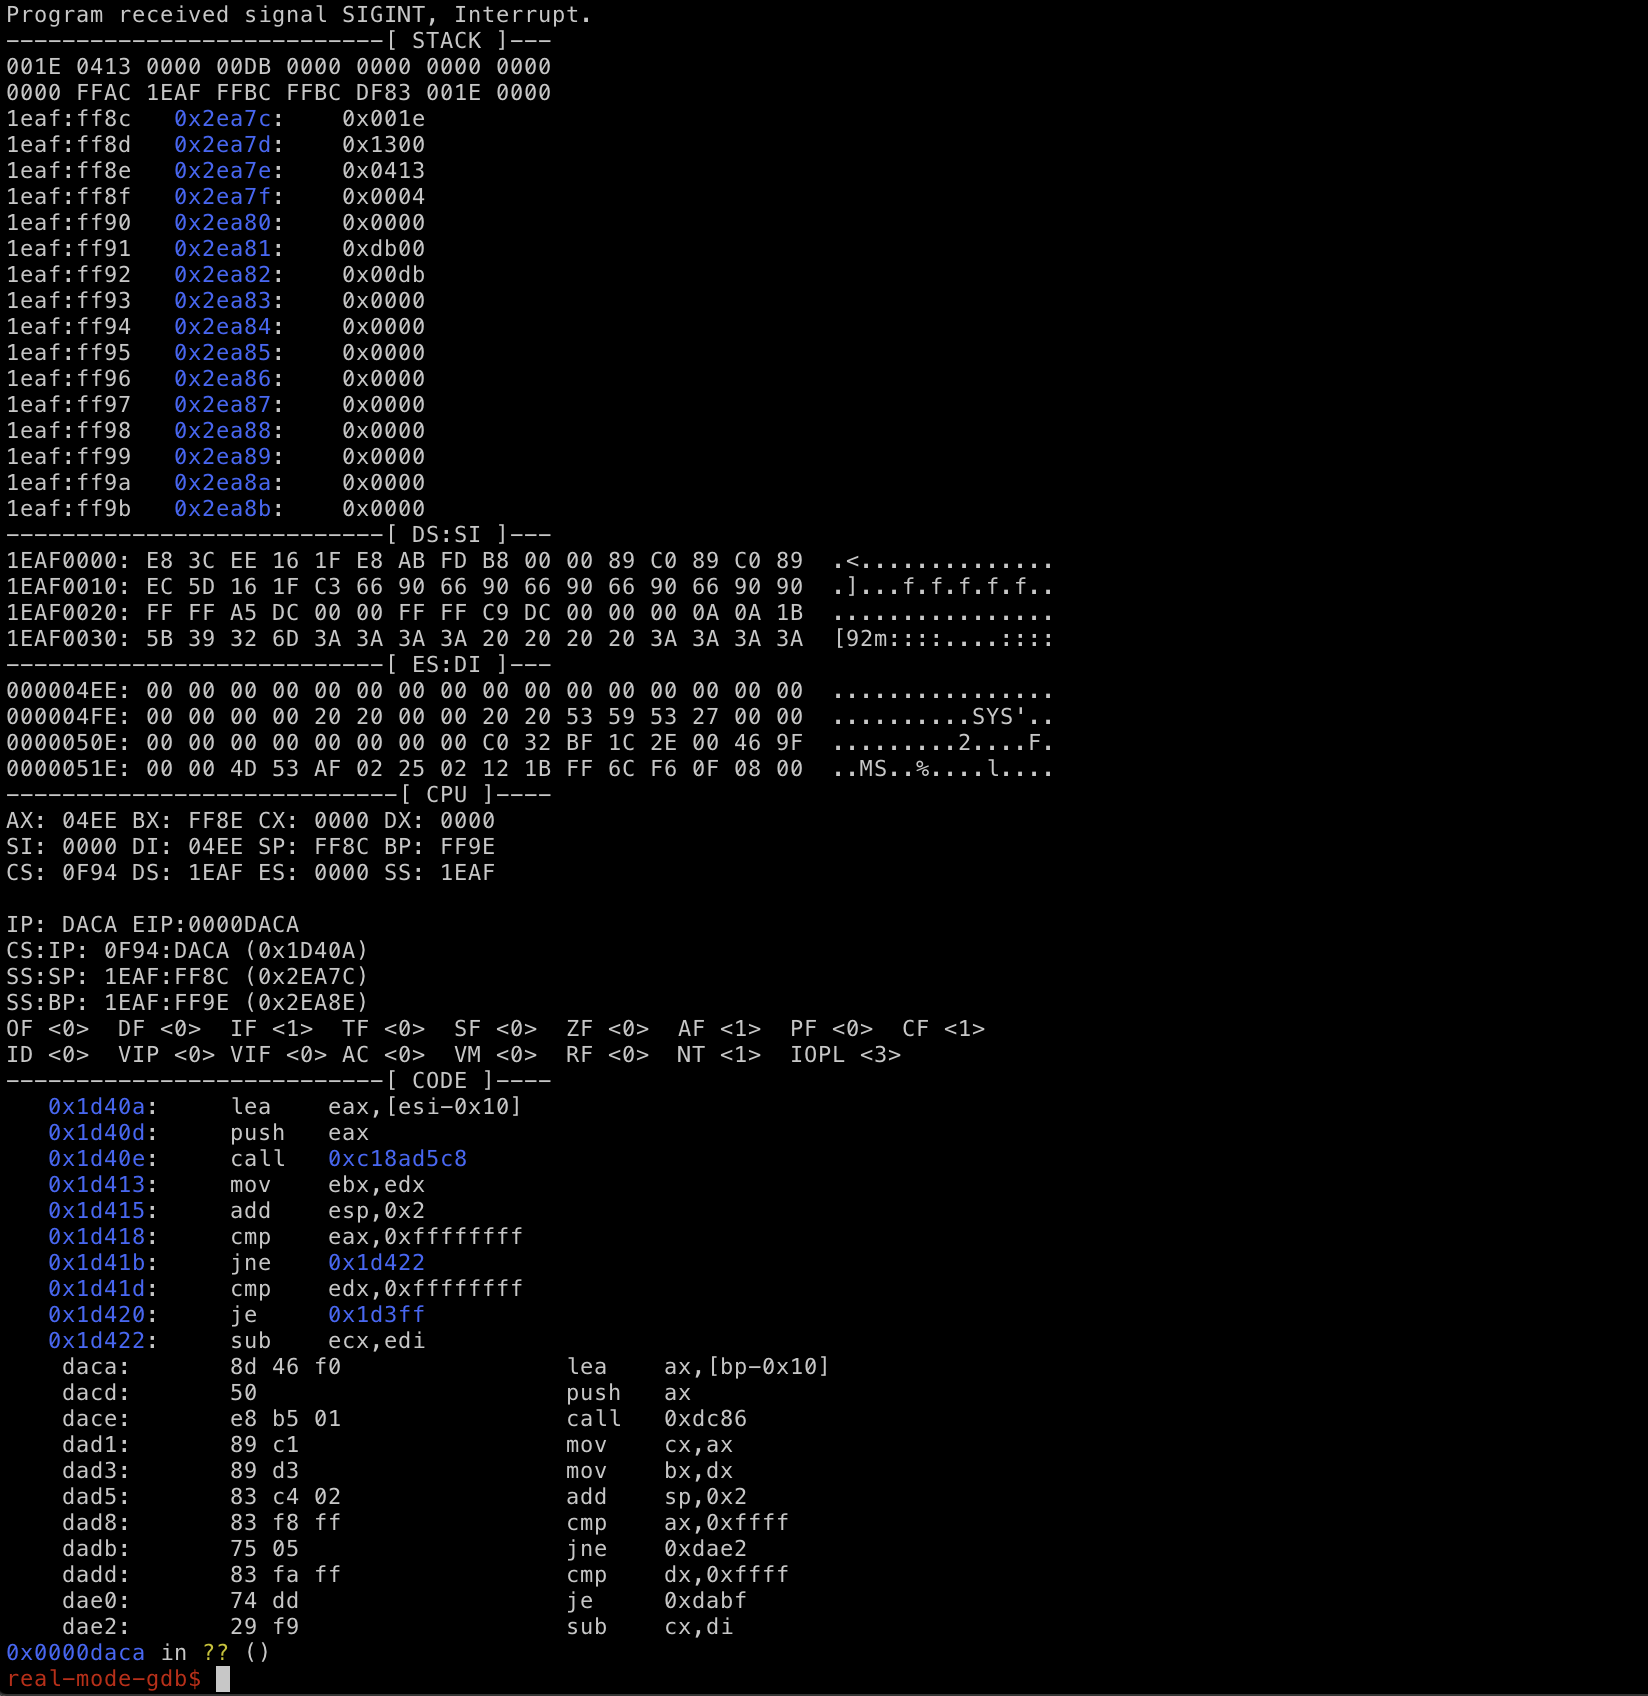 Program received signal SIGINT, Interrupt.
---------------------------[ STACK ]---
001E 0413 0000 00DB 0000 0000 0000 0000
0000 FFAC 1EAF FFBC FFBC DF83 001E 0000
1eaf:ff8c   0x2ea7c:    0x001e
1eaf:ff8d   0x2ea7d:    0x1300
1eaf:ff8e   0x2ea7e:    0x0413
1eaf:ff8f   0x2ea7f:    0x0004
1eaf:ff90   0x2ea80:    0x0000
1eaf:ff91   0x2ea81:    0xdb00
1eaf:ff92   0x2ea82:    0x00db
1eaf:ff93   0x2ea83:    0x0000
1eaf:ff94   0x2ea84:    0x0000
1eaf:ff95   0x2ea85:    0x0000
1eaf:ff96   0x2ea86:    0x0000
1eaf:ff97   0x2ea87:    0x0000
1eaf:ff98   0x2ea88:    0x0000
1eaf:ff99   0x2ea89:    0x0000
1eaf:ff9a   0x2ea8a:    0x0000
1eaf:ff9b   0x2ea8b:    0x0000
---------------------------[ DS:SI ]---
1EAF0000: E8 3C EE 16 1F E8 AB FD B8 00 00 89 C0 89 C0 89  .<..............
1EAF0010: EC 5D 16 1F C3 66 90 66 90 66 90 66 90 66 90 90  .]...f.f.f.f.f..
1EAF0020: FF FF A5 DC 00 00 FF FF C9 DC 00 00 00 0A 0A 1B  ................
1EAF0030: 5B 39 32 6D 3A 3A 3A 3A 20 20 20 20 3A 3A 3A 3A  [92m::::....::::
---------------------------[ ES:DI ]---
000004EE: 00 00 00 00 00 00 00 00 00 00 00 00 00 00 00 00  ................
000004FE: 00 00 00 00 20 20 00 00 20 20 53 59 53 27 00 00  ..........SYS'..
0000050E: 00 00 00 00 00 00 00 00 C0 32 BF 1C 2E 00 46 9F  .........2....F.
0000051E: 00 00 4D 53 AF 02 25 02 12 1B FF 6C F6 0F 08 00  ..MS..%....l....
----------------------------[ CPU ]----
AX: 04EE BX: FF8E CX: 0000 DX: 0000
SI: 0000 DI: 04EE SP: FF8C BP: FF9E
CS: 0F94 DS: 1EAF ES: 0000 SS: 1EAF
IP: DACA EIP:0000DACA
CS:IP: 0F94:DACA (0x1D40A)
SS:SP: 1EAF:FF8C (0x2EA7C)
SS:BP: 1EAF:FF9E (0x2EA8E)
OF <0>  DF <0>  IF <1>  TF <0>  SF <0>  ZF <0>  AF <1>  PF <0>  CF <1>
ID <0>  VIP <0> VIF <0> AC <0>  VM <0>  RF <0>  NT <1>  IOPL <3>
---------------------------[ CODE ]----
   0x1d40a:     lea    eax,[esi-0x10]
   0x1d40d:     push   eax
   0x1d40e:     call   0xc18ad5c8
   0x1d413:     mov    ebx,edx
   0x1d415:     add    esp,0x2
   0x1d418:     cmp    eax,0xffffffff
   0x1d41b:     jne    0x1d422
   0x1d41d:     cmp    edx,0xffffffff
   0x1d420:     je     0x1d3ff
   0x1d422:     sub    ecx,edi
    daca:       8d 46 f0                lea    ax,[bp-0x10]
    dacd:       50                      push   ax
    dace:       e8 b5 01                call   0xdc86
    dad1:       89 c1                   mov    cx,ax
    dad3:       89 d3                   mov    bx,dx
    dad5:       83 c4 02                add    sp,0x2
    dad8:       83 f8 ff                cmp    ax,0xffff
    dadb:       75 05                   jne    0xdae2
    dadd:       83 fa ff                cmp    dx,0xffff
    dae0:       74 dd                   je     0xdabf
    dae2:       29 f9                   sub    cx,di
0x0000daca in ?? ()
real-mode-gdb$